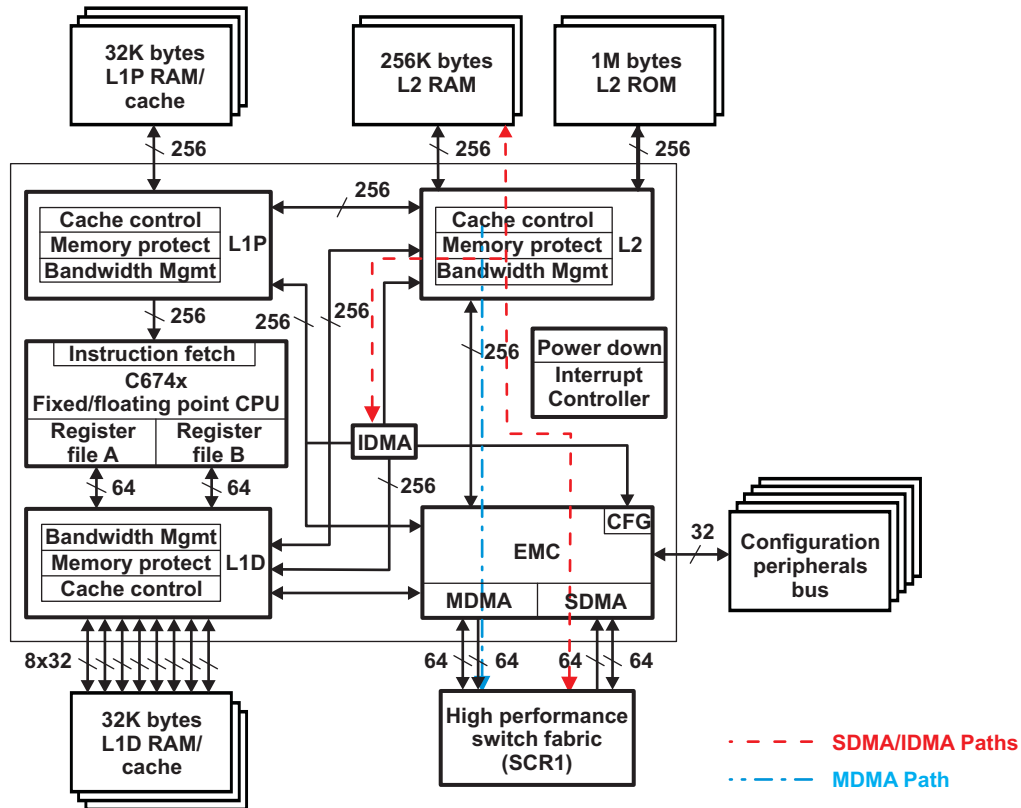 32K bytes
L1P RAM/
cache
256K bytes
L2 RAM
1M bytes
L2 ROM
256
256
256
Cache control
Memory protect
Bandwidth Mgmt
L1P
256
Cache control
Memory protect
Bandwidth Mgmt
L2
256
256
256
256
Instruction fetch
C674x
Fixed/floating point CPU
Register
file A
Register
file B
Power down
Interrupt
Controller
IDMA
64
64
256
Bandwidth Mgmt
Memory protect
Cache control
L1D
CFG
EMC
MDMA
SDMA
32
Configuration
peripherals
bus
8x32
64
64
64
64
32K bytes
L1D RAM/
cache
High performance
switch fabric
(SCR1)
SDMA/IDMA Paths
MDMA Path